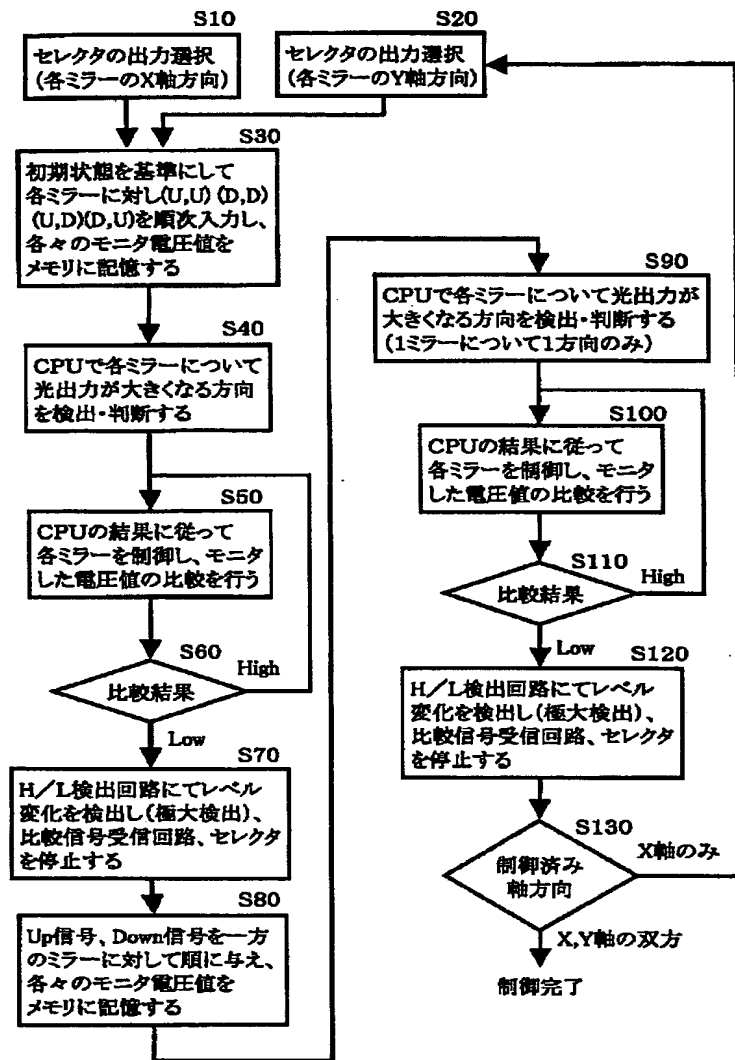 S10
セレクタの出力選択
(各ミラーのX軸方向)
S20
セレクタの出力選択
(各ミラーのY軸方向)
S30
初期状態を基準にして
各ミラーに対し(U,U) (D,D)
(U,D)(D,U)を順次入力し、
各々のモニタ電圧値を
メモリに記憶する
S40
CPUで各ミラーについて
光出力が大きくなる方向
を検出・判断する
S50
CPUの結果に従って
各ミラーを制御し、モニタ
した電圧値の比較を行う
S60
比較結果
High
Low
S70
H/L検出回路にてレベル
変化を検出し(極大検出)、
比較信号受信回路、セレクタ
を停止する
S80
Up信号、Down信号を一方
のミラーに対して順に与え、
各々のモニタ電圧値を
メモリに記憶する
S90
CPUで各ミラーについて光出力が
大きくなる方向を検出・判断する
(1ミラーについて1方向のみ)
S100
CPUの結果に従って
各ミラーを制御し、モニタ
した電圧値の比較を行う
S110
比較結果
High
Low
S120
H/L検出回路にてレベル
変化を検出し(極大検出)、
比較信号受信回路、セレクタ
を停止する
S130
制御済み
軸方向
X軸のみ
X,Y軸の双方
制御完了